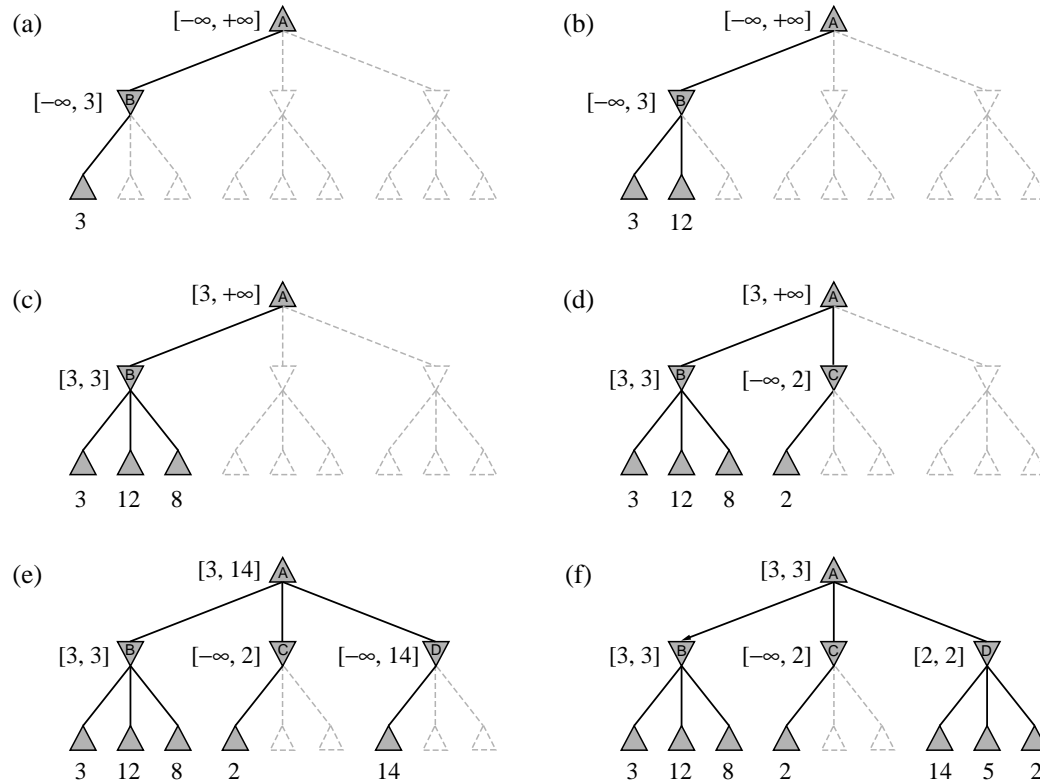 (a) [−∞, +∞] A
[−∞, 3] B
3
(b) [−∞, +∞] A
[−∞, 3] B
3 12
(c) [3, +∞] A
[3, 3] B
3 12 8
(d) [3, +∞] A
[3, 3] B [−∞, 2] C
3 12 8 2
(e) [3, 14] A
[3, 3] B [−∞, 2] C [−∞, 14] D
3 12 8 2 14
(f) [3, 3] A
[3, 3] B [−∞, 2] C [2, 2] D
3 12 8 2 14 5 2